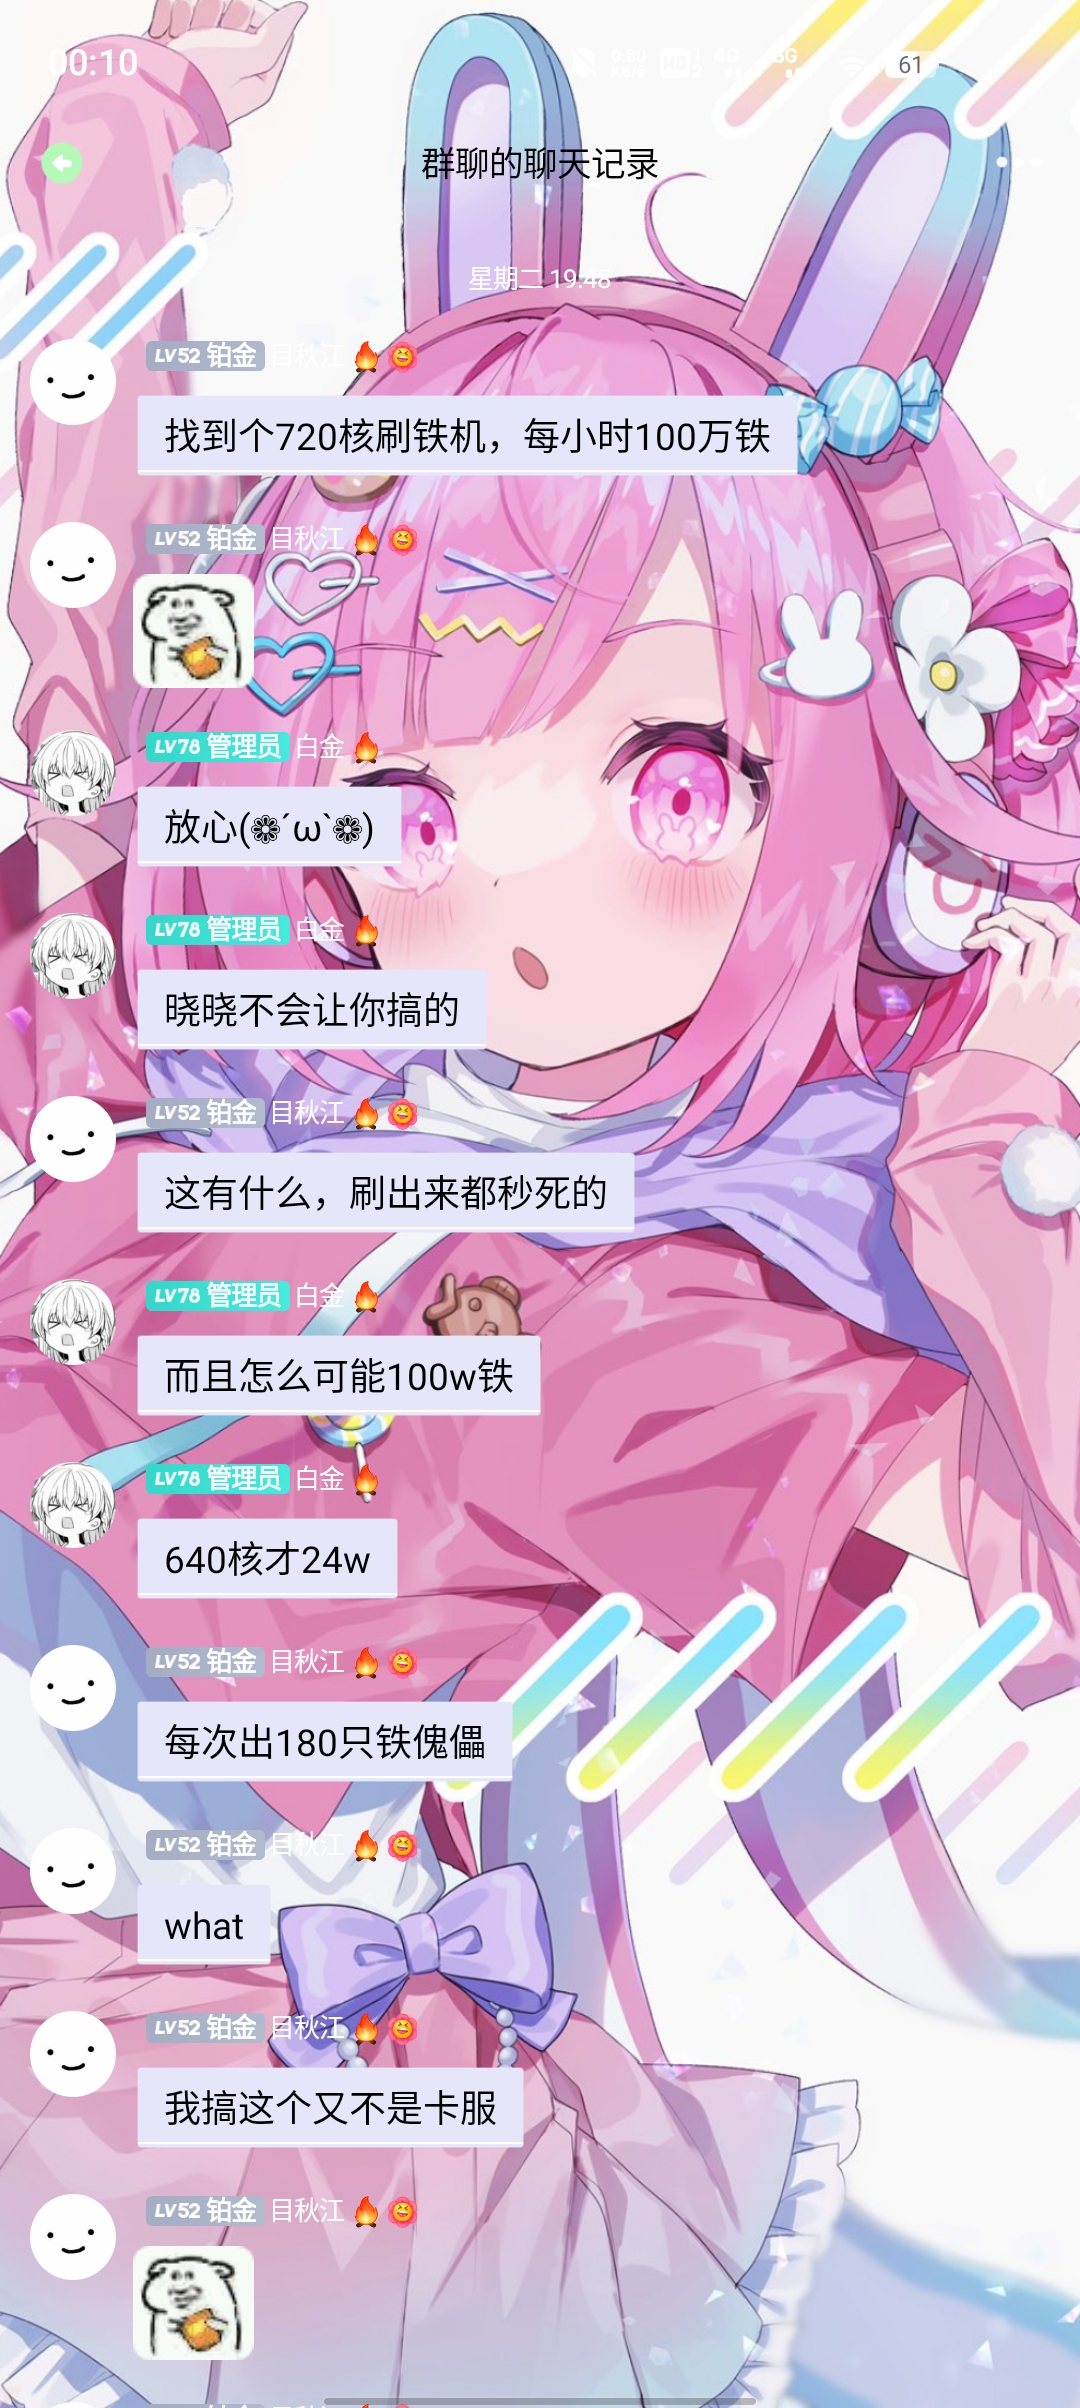 00:10
0.80 KB/s HD 1 2 4G 5G 61
群聊的聊天记录
星期二 19:48
LV52 铂金 目秋江
找到个720核刷铁机，每小时100万铁
LV52 铂金 目秋江
LV78 管理员 白金
放心(❁´ω`❁)
LV78 管理员 白金
晓晓不会让你搞的
LV52 铂金 目秋江
这有什么，刷出来都秒死的
LV78 管理员 白金
而且怎么可能100w铁
LV78 管理员 白金
640核才24w
LV52 铂金 目秋江
每次出180只铁傀儡
LV52 铂金 目秋江
what
LV52 铂金 目秋江
我搞这个又不是卡服
LV52 铂金 目秋江